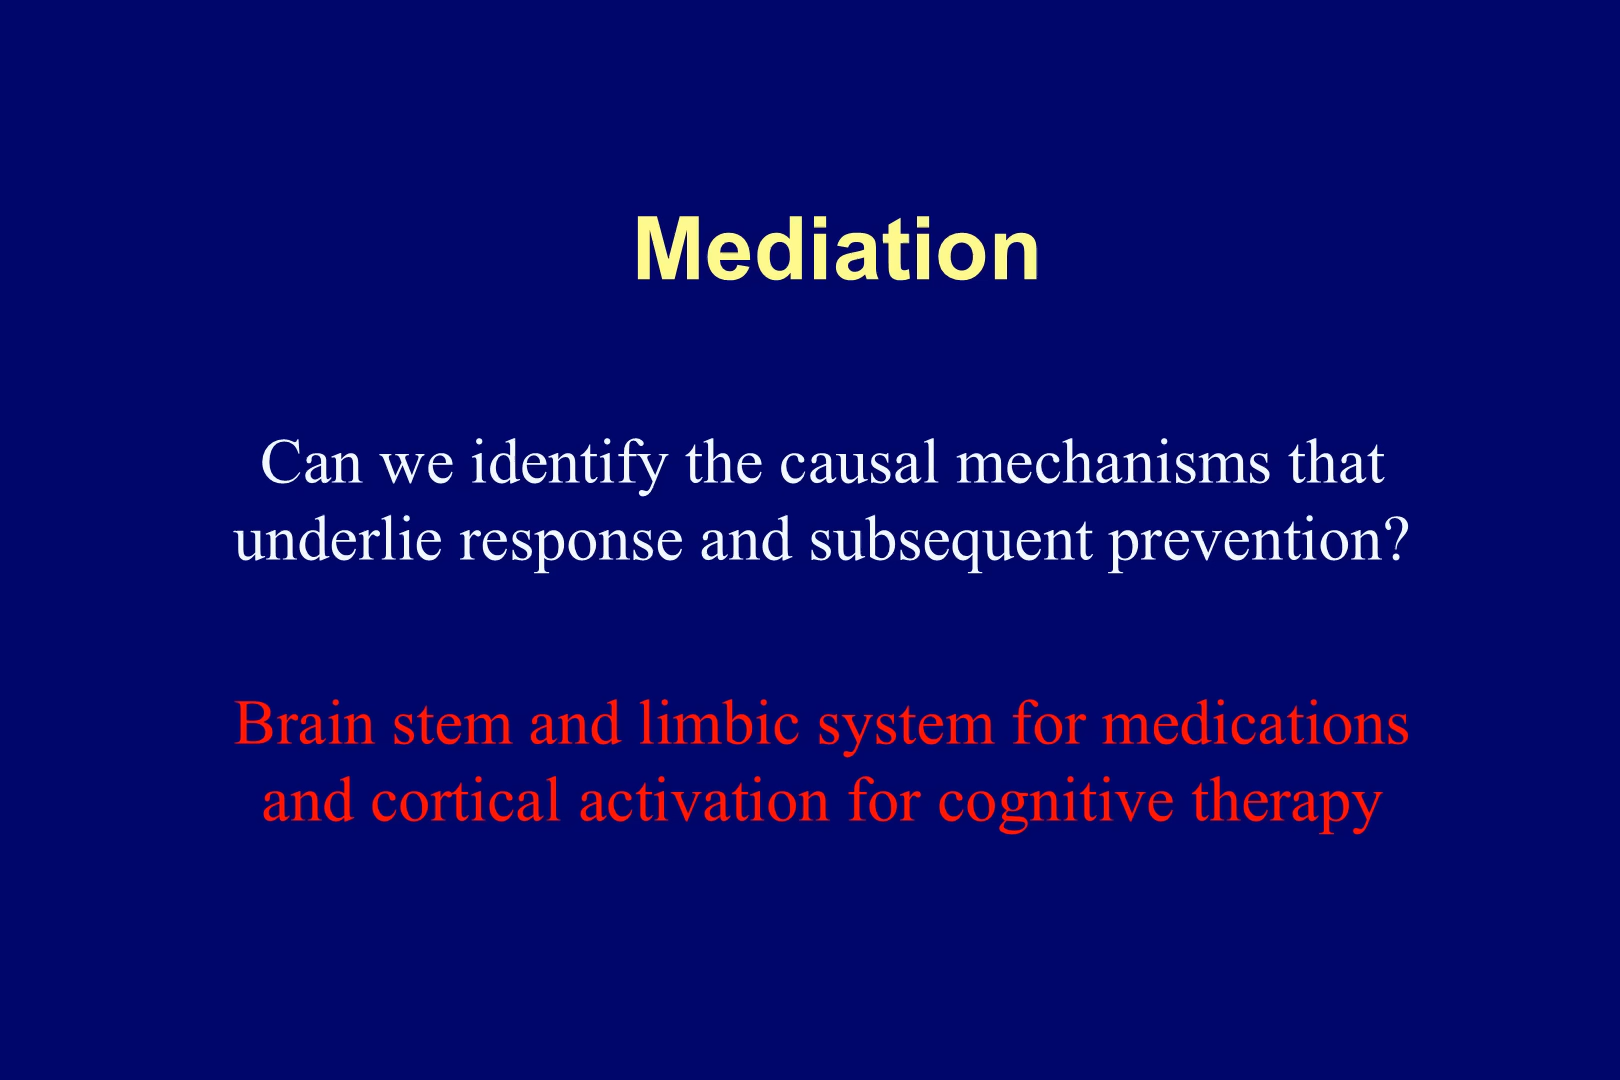 Mediation
Can we identify the causal mechanisms that
underlie response and subsequent prevention?
Brain stem and limbic system for medications
and cortical activation for cognitive therapy